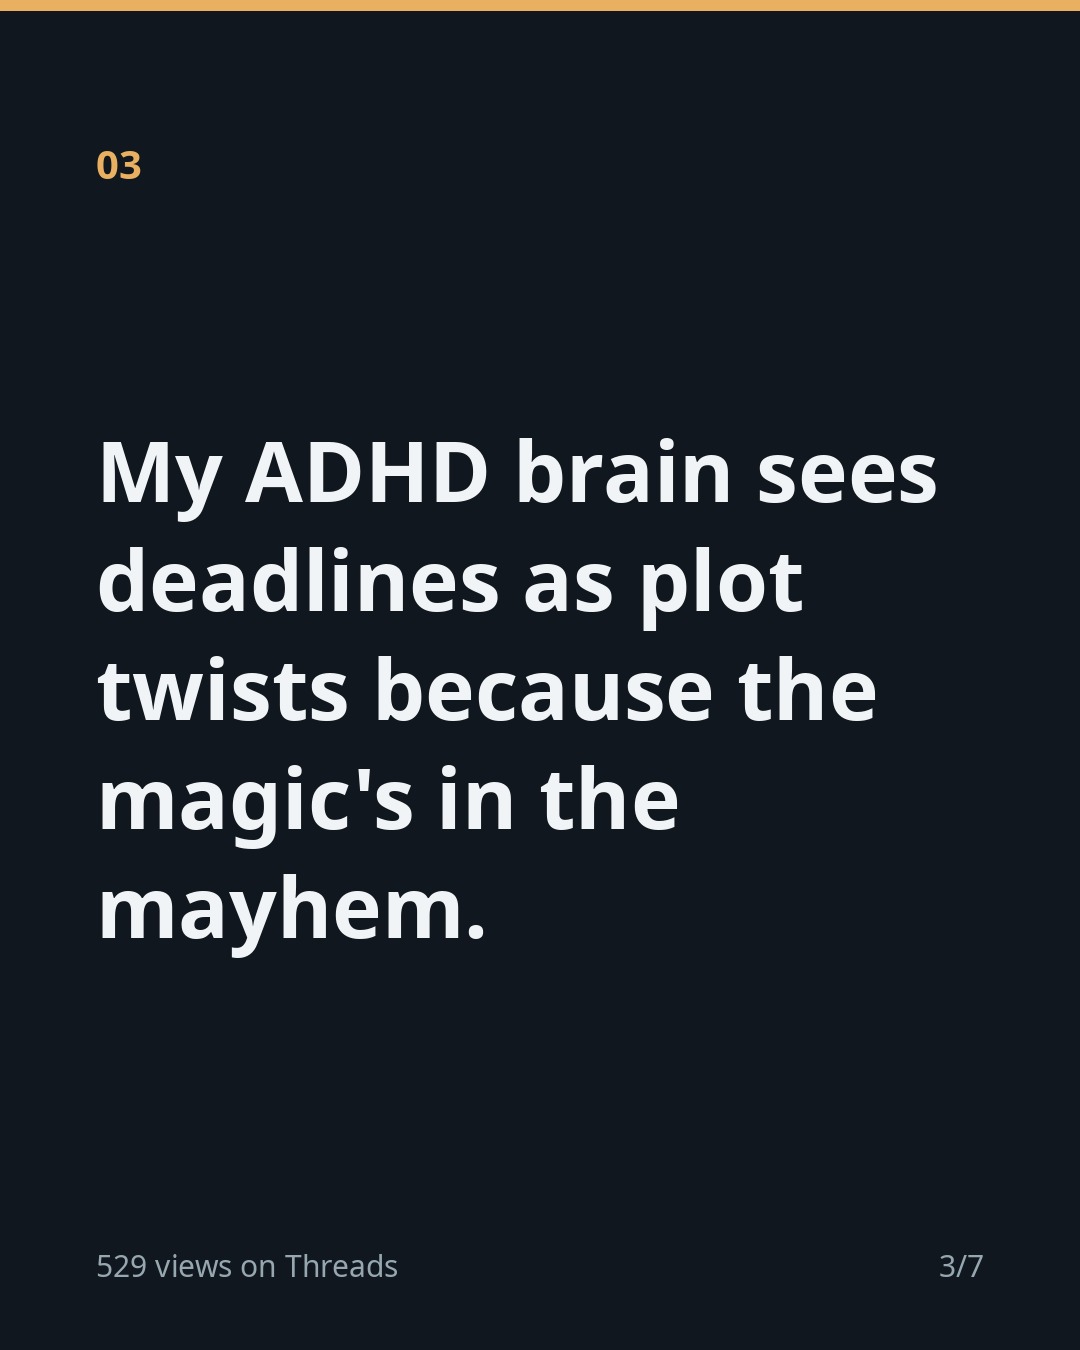 03
My ADHD brain sees
deadlines as plot
twists because the
magic's in the
mayhem.
529 views on Threads
3/7